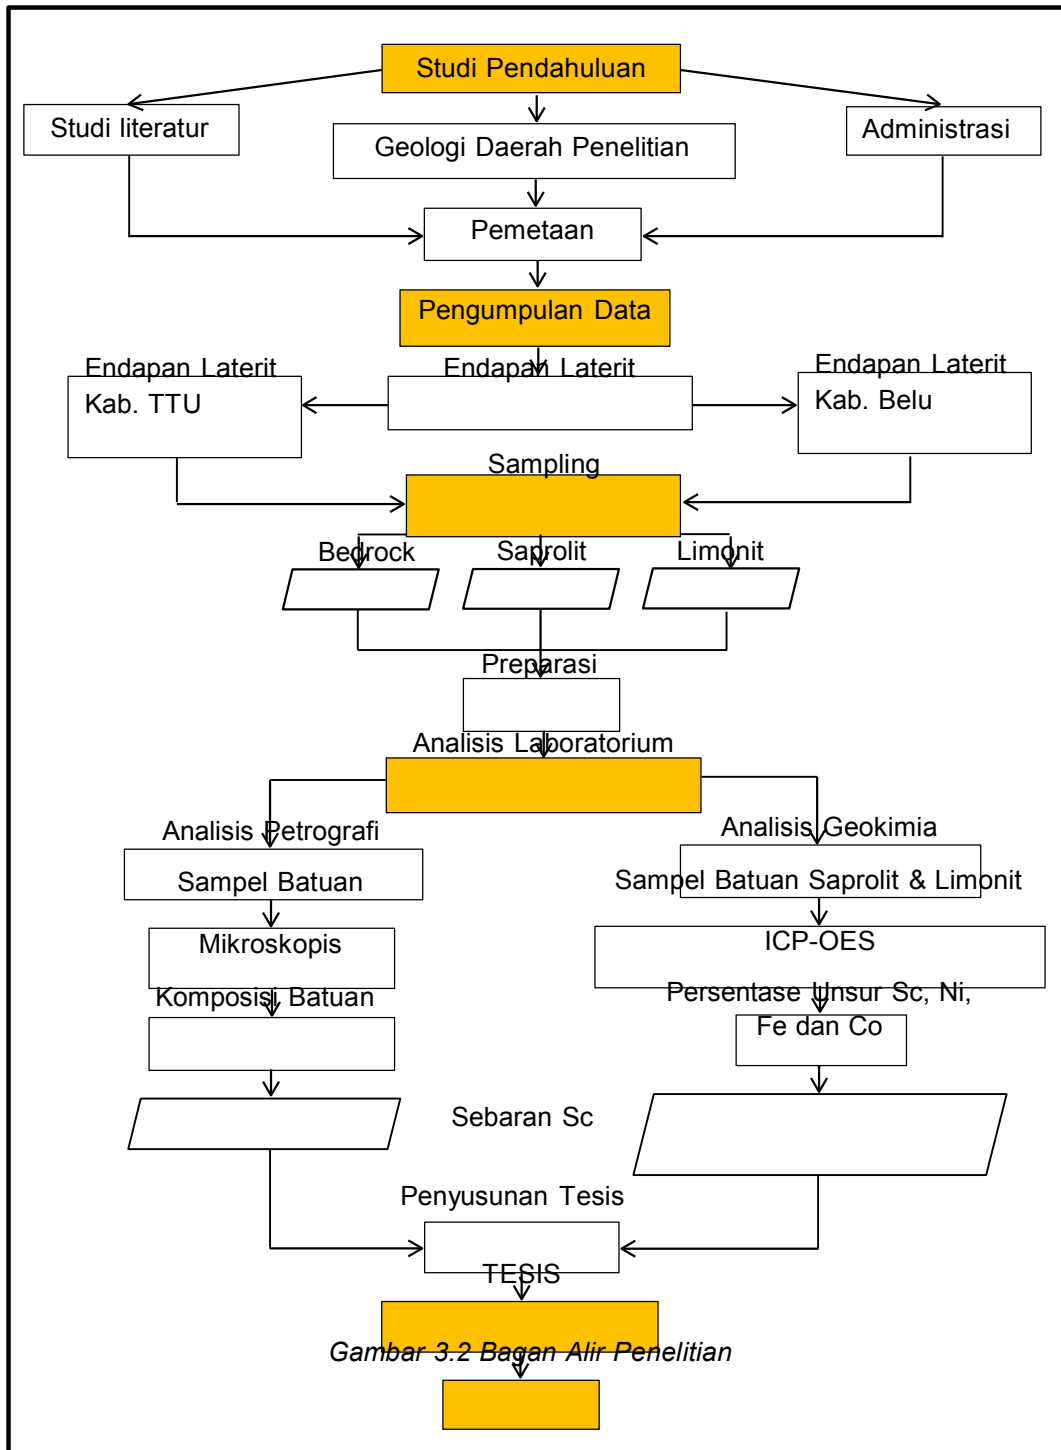 Studi Pendahuluan
Studi literatur
Geologi Daerah Penelitian
Administrasi
Pemetaan
Pengumpulan Data
Endapan Laterit
Kab. TTU
Endapan Laterit
Endapan Laterit
Kab. Belu
Sampling
Bedrock
Saprolit
Limonit
Preparasi
Analisis Laboratorium
Analisis Petrografi
Analisis Geokimia
Sampel Batuan
Sampel Batuan Saprolit & Limonit
Mikroskopis
ICP-OES
Komposisi Batuan
Persentase Unsur Sc, Ni,
Fe dan Co
Sebaran Sc
Penyusunan Tesis
TESIS
Gambar 3.2 Bagan Alir Penelitian